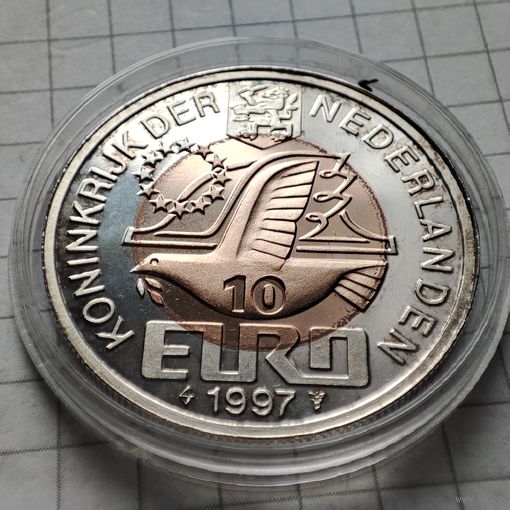 KONINKRIJK DER NEDERLANDEN
10
EURO
1997